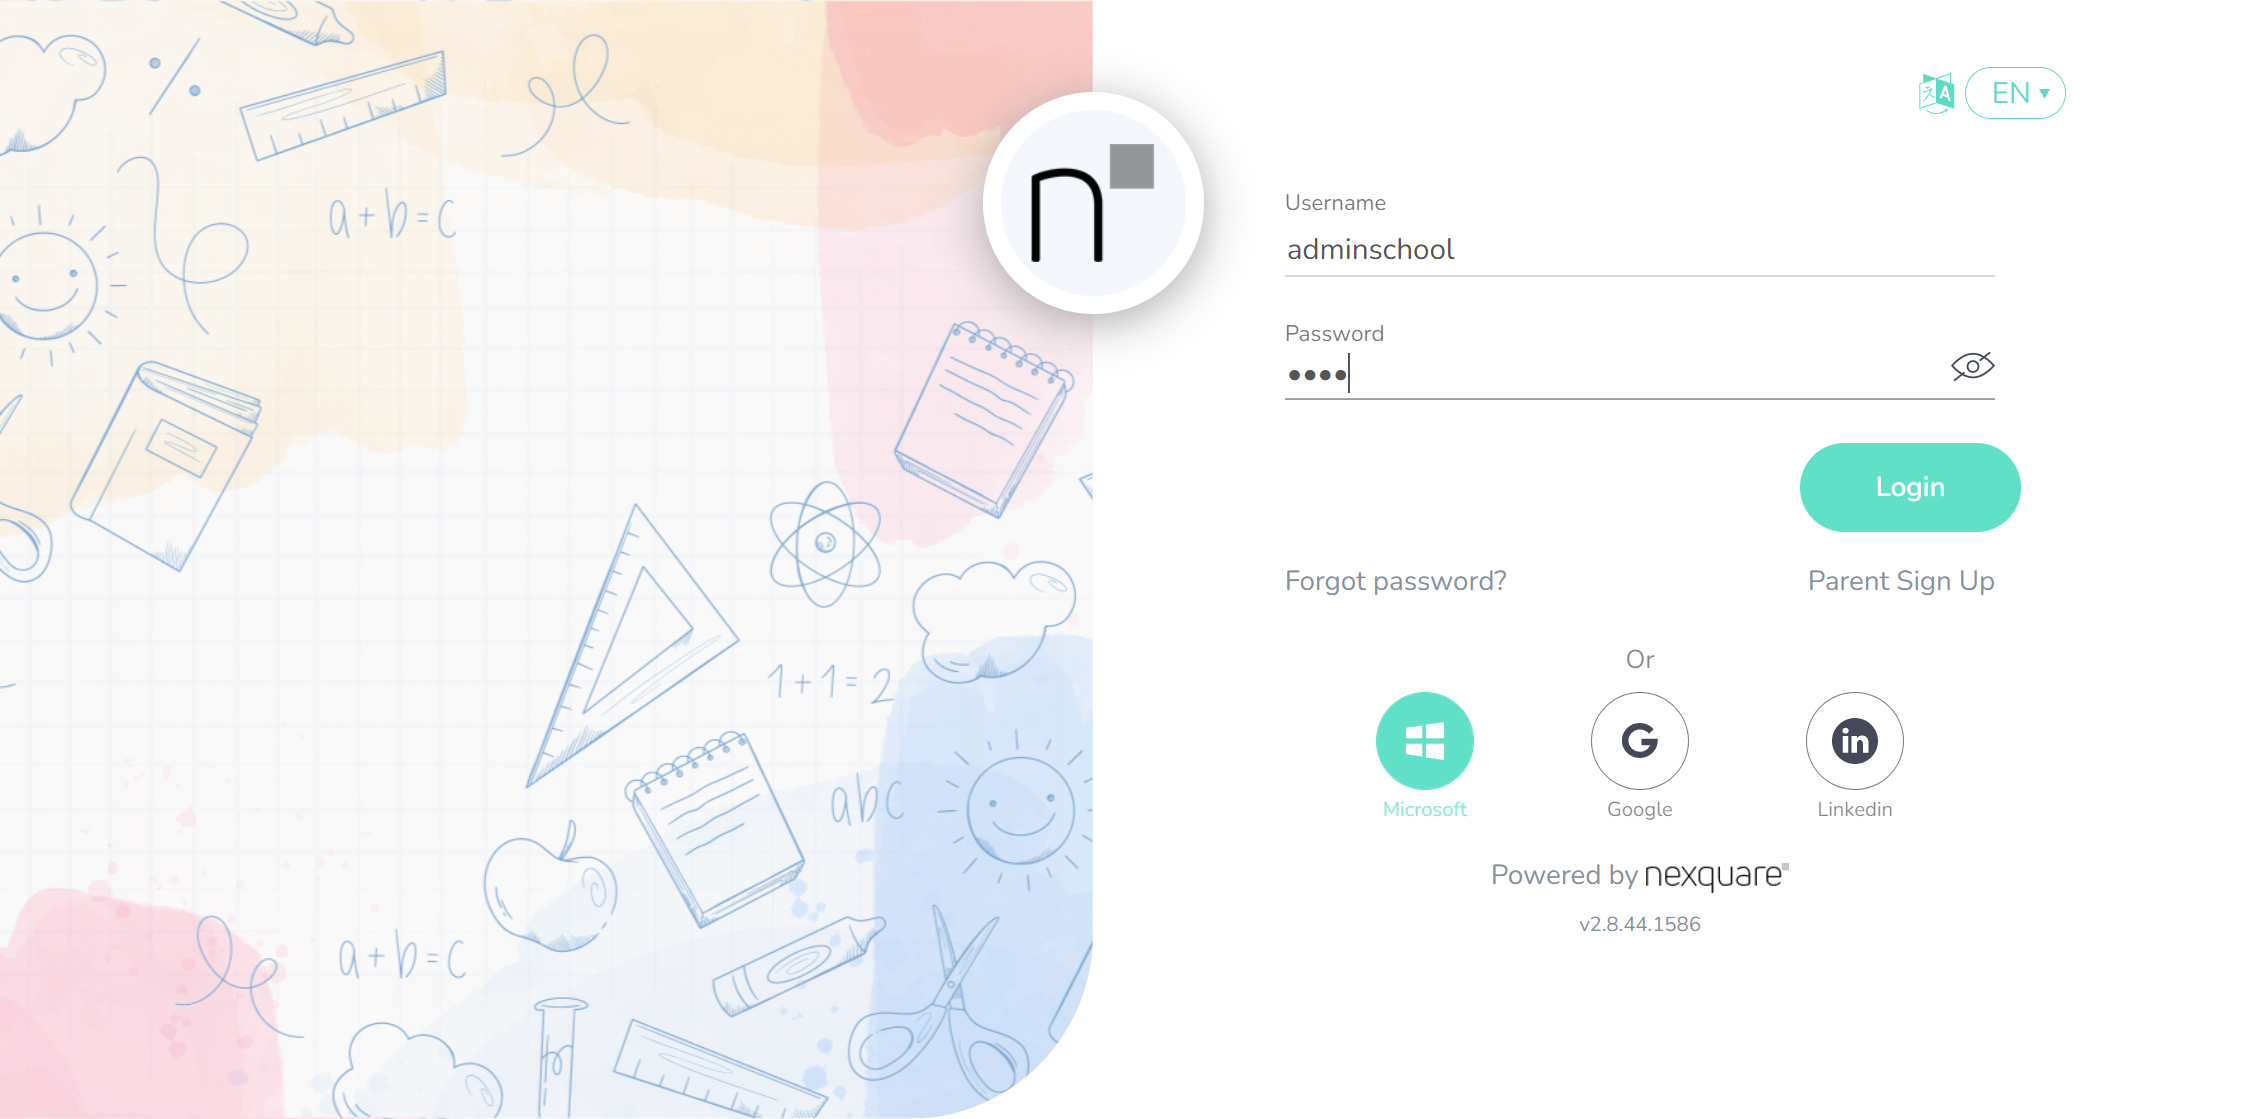 a + b = c
1 + 1 = 2
abc
a + b = c
n
EN
Username
adminschool
Password
••••
Login
Forgot password?
Parent Sign Up
Or
Microsoft
Google
Linkedin
Powered by nexquare
v2.8.44.1586